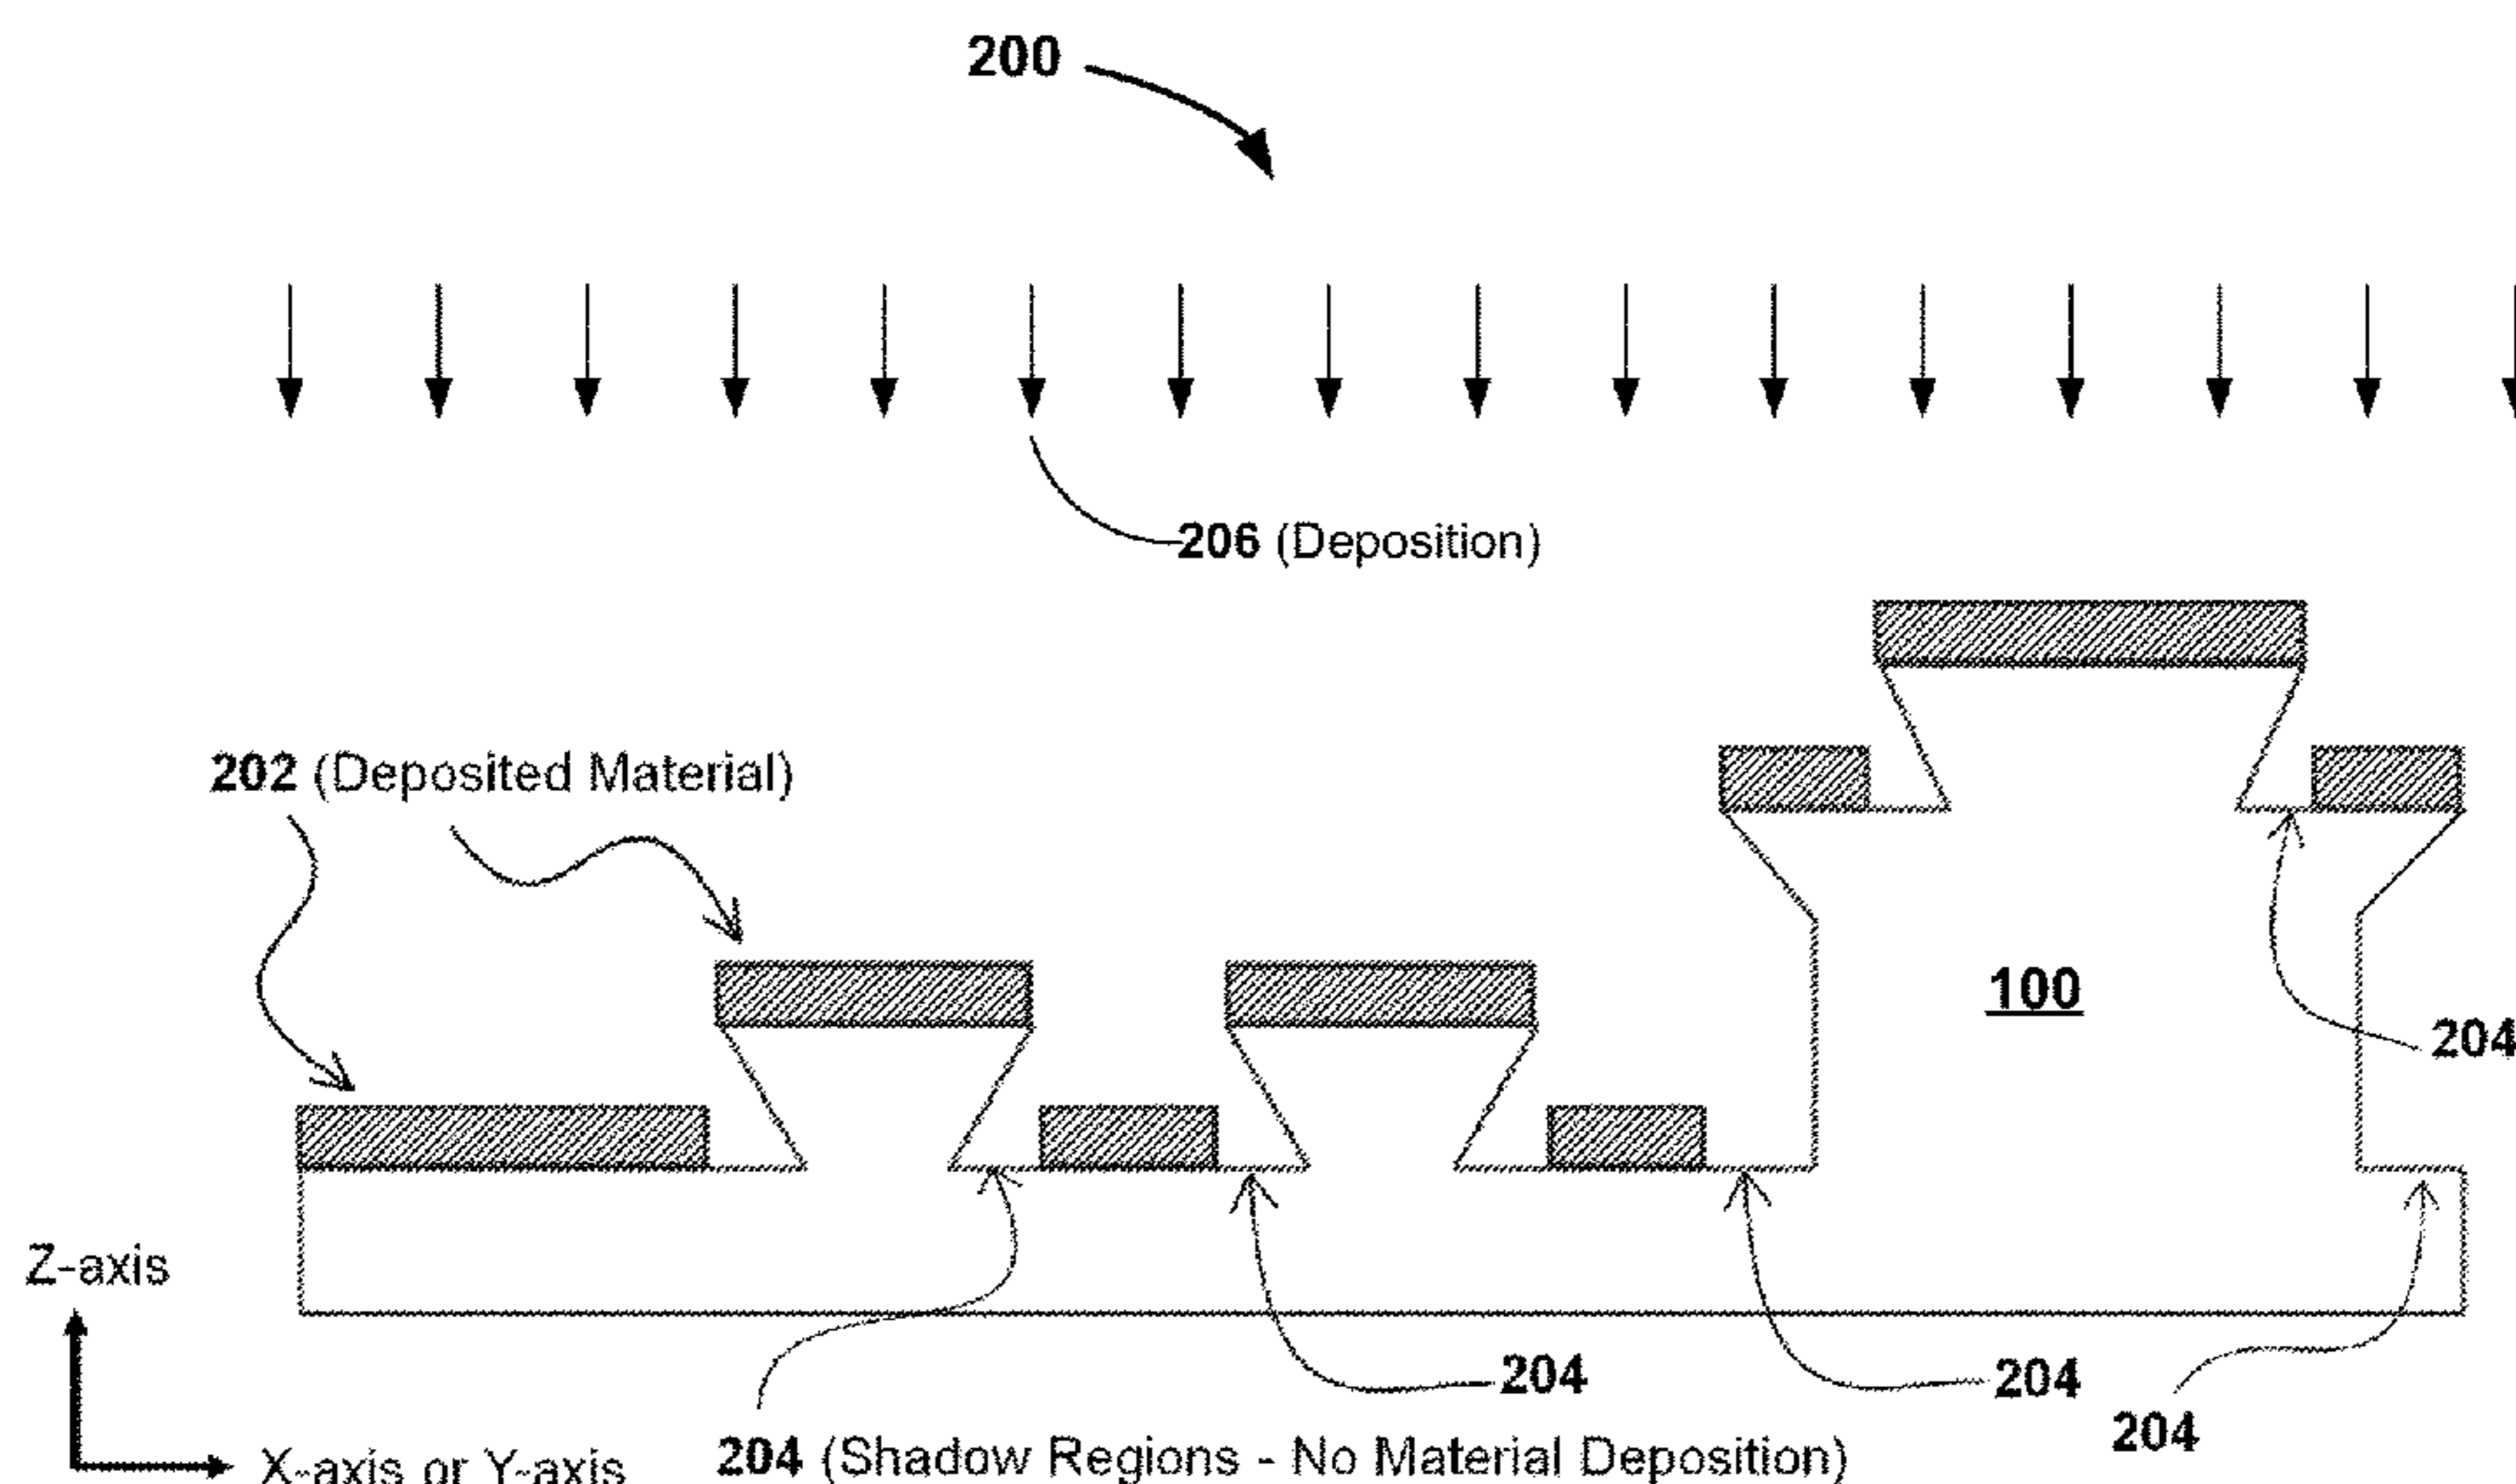 200
206 (Deposition)
202 (Deposited Material)
100
204
Z-axis
204
204
204
204 (Shadow Regions - No Material Deposition)
X-axis or Y-axis